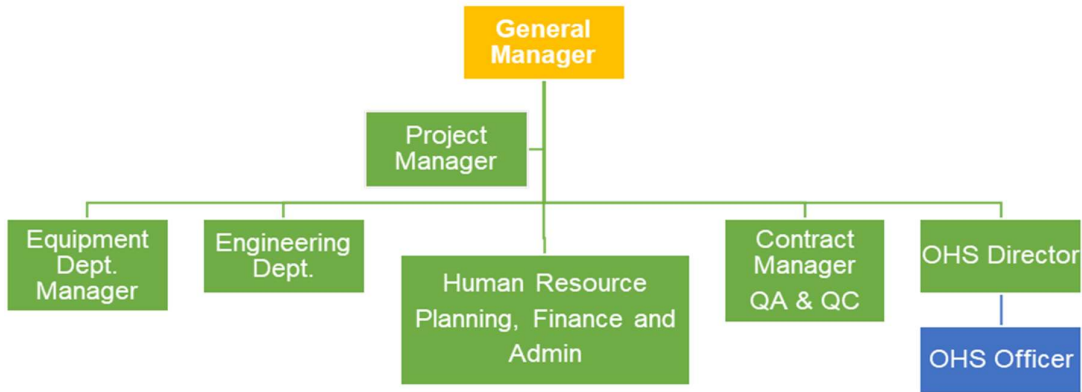 General
Manager
Project
Manager
Equipment
Dept.
Manager
Engineering
Dept.
Human Resource
Planning, Finance and
Admin
Contract
Manager
QA & QC
OHS Director
OHS Officer